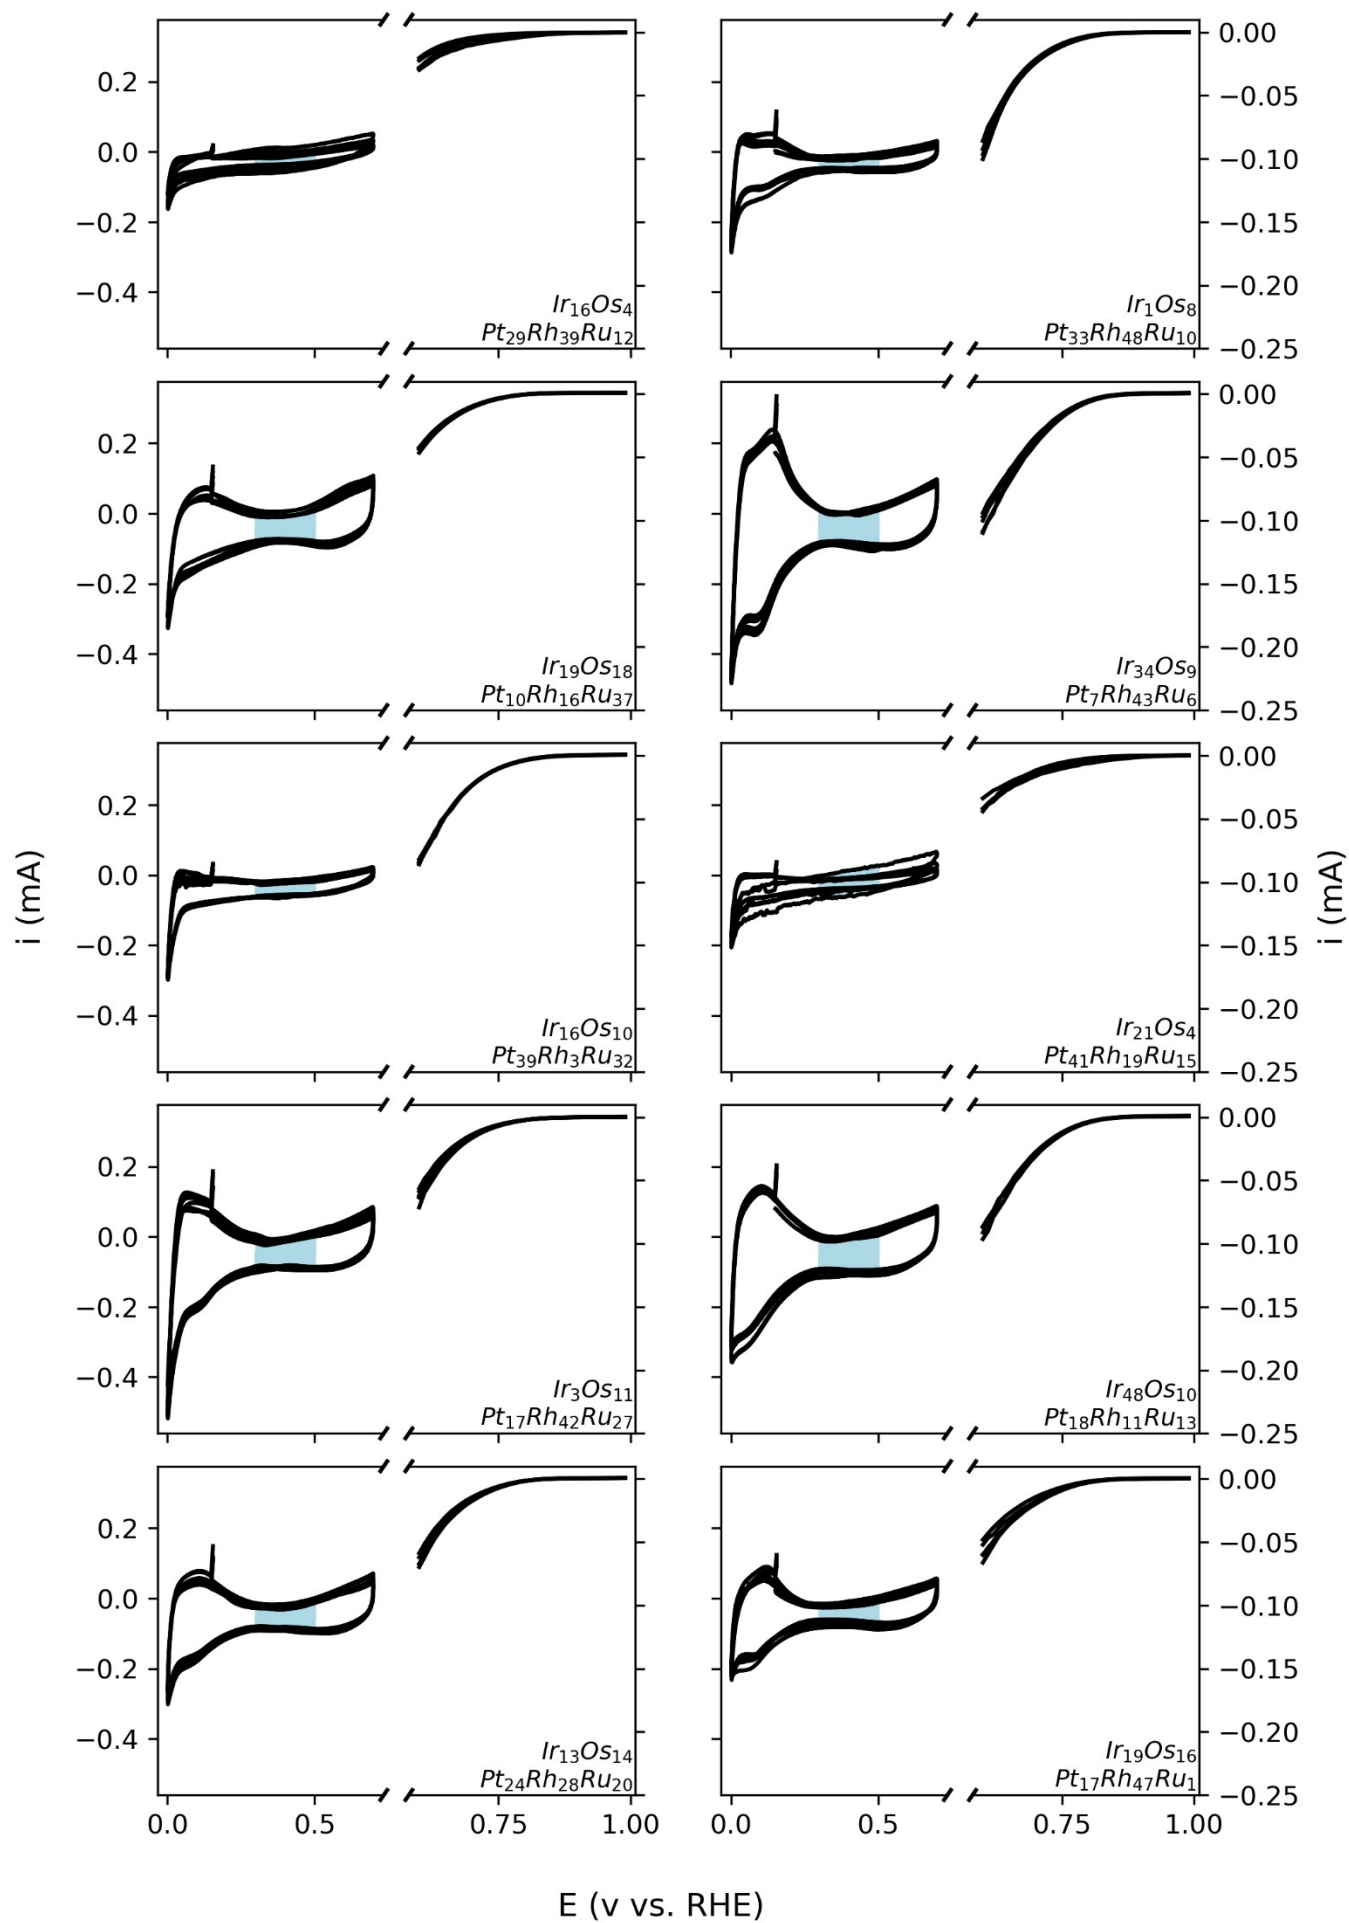 0.00
0.2 −0.05
0.0 −0.10
−0.2 −0.15
−0.4 −0.20
Ir₁₆Os₄ Ir₁Os₈
Pt₂₉Rh₃₉Ru₁₂ Pt₃₃Rh₄₈Ru₁₀
−0.25
0.00
0.2 −0.05
0.0 −0.10
−0.2 −0.15
−0.4 −0.20
Ir₁₉Os₁₈ Ir₃₄Os₉
Pt₁₀Rh₁₆Ru₃₇ Pt₇Rh₄₃Ru₆
−0.25
0.00
0.2 −0.05
0.0 −0.10
i (mA) i (mA)
−0.2 −0.15
−0.4 −0.20
Ir₁₆Os₁₀ Ir₂₁Os₄
Pt₃₉Rh₃Ru₃₂ Pt₄₁Rh₁₉Ru₁₅
−0.25
0.00
0.2 −0.05
0.0 −0.10
−0.2 −0.15
−0.4 −0.20
Ir₃Os₁₁ Ir₄₈Os₁₀
Pt₁₇Rh₄₂Ru₂₇ Pt₁₈Rh₁₁Ru₁₃
−0.25
0.00
0.2 −0.05
0.0 −0.10
−0.2 −0.15
−0.4 −0.20
Ir₁₃Os₁₄ Ir₁₉Os₁₆
Pt₂₄Rh₂₈Ru₂₀ Pt₁₇Rh₄₇Ru₁
−0.25
0.0 0.5 0.75 1.00 0.0 0.5 0.75 1.00
E (v vs. RHE)